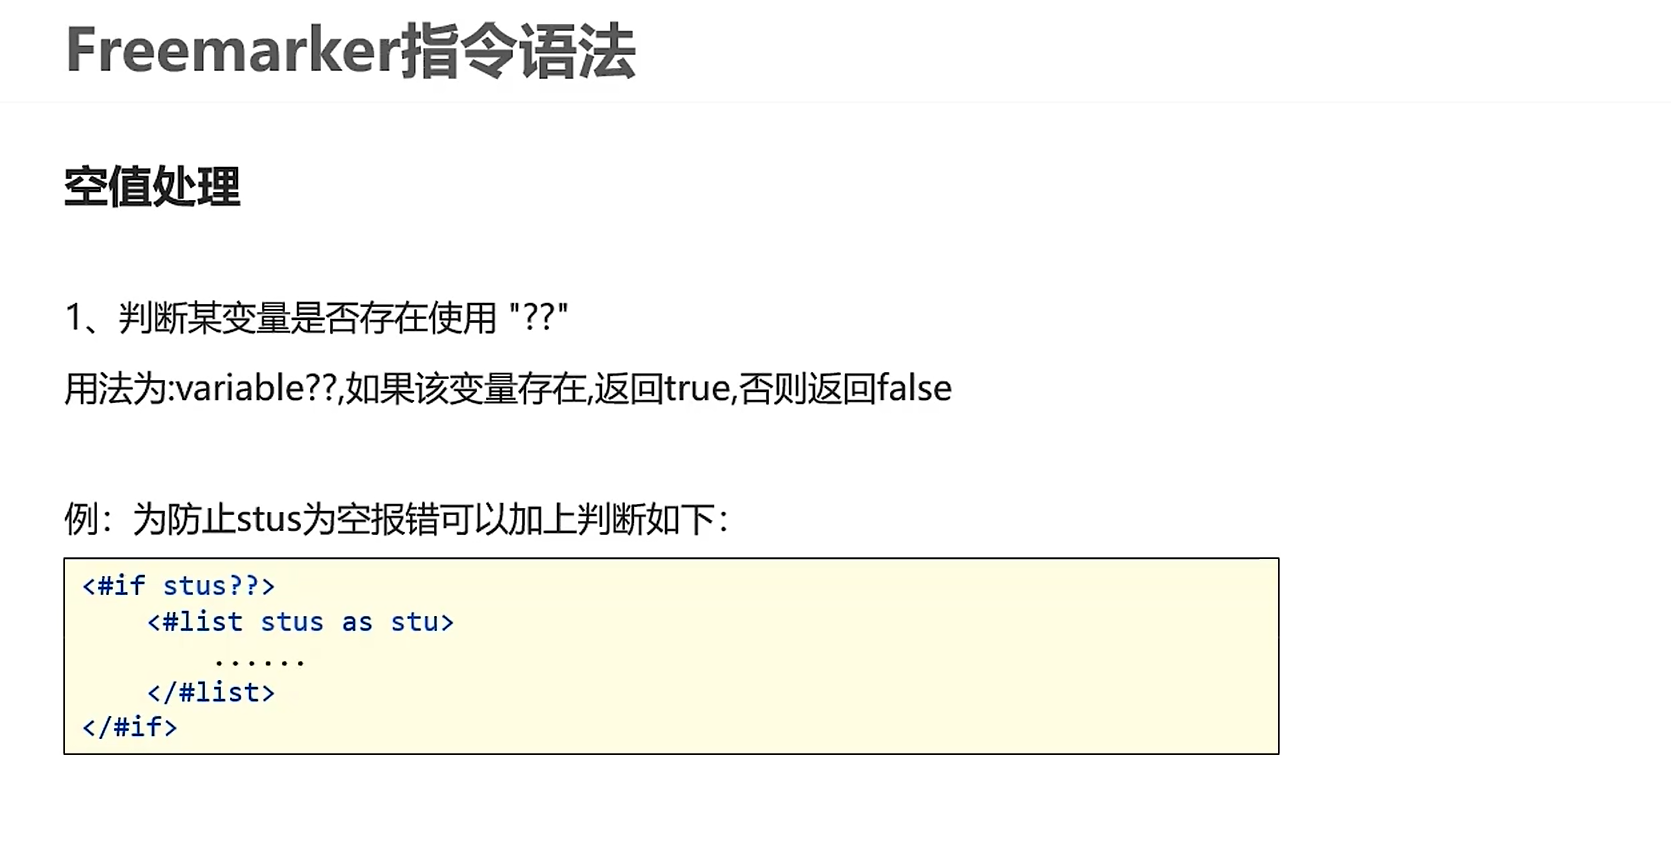 Freemarker指令语法
空值处理
1、判断某变量是否存在使用 "??"
用法为:variable??,如果该变量存在,返回true,否则返回false
例：为防止stus为空报错可以加上判断如下：
<#if stus??>
    <#list stus as stu>
        ......
    </#list>
</#if>